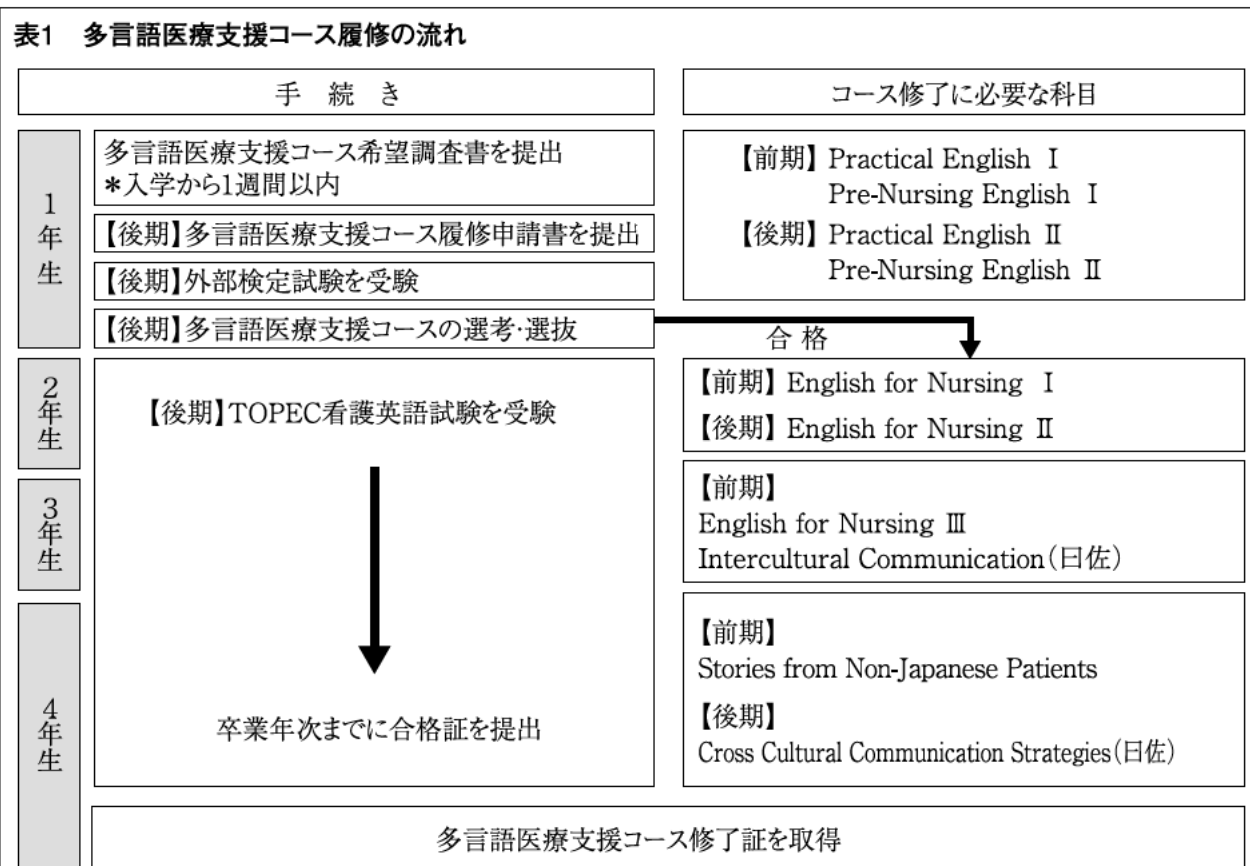 表1　多言語医療支援コース履修の流れ
手　続　き
コース修了に必要な科目
1年生
多言語医療支援コース希望調査書を提出
*入学から1週間以内
【後期】多言語医療支援コース履修申請書を提出
【後期】外部検定試験を受験
【後期】多言語医療支援コースの選考・選抜
【前期】Practical English Ⅰ
Pre-Nursing English Ⅰ
【後期】Practical English Ⅱ
Pre-Nursing English Ⅱ
合格
2年生
【後期】TOPEC看護英語試験を受験
【前期】English for Nursing Ⅰ
【後期】English for Nursing Ⅱ
3年生
【前期】
English for Nursing Ⅲ
Intercultural Communication(日佐)
4年生
卒業年次までに合格証を提出
【前期】
Stories from Non-Japanese Patients
【後期】
Cross Cultural Communication Strategies(日佐)
多言語医療支援コース修了証を取得